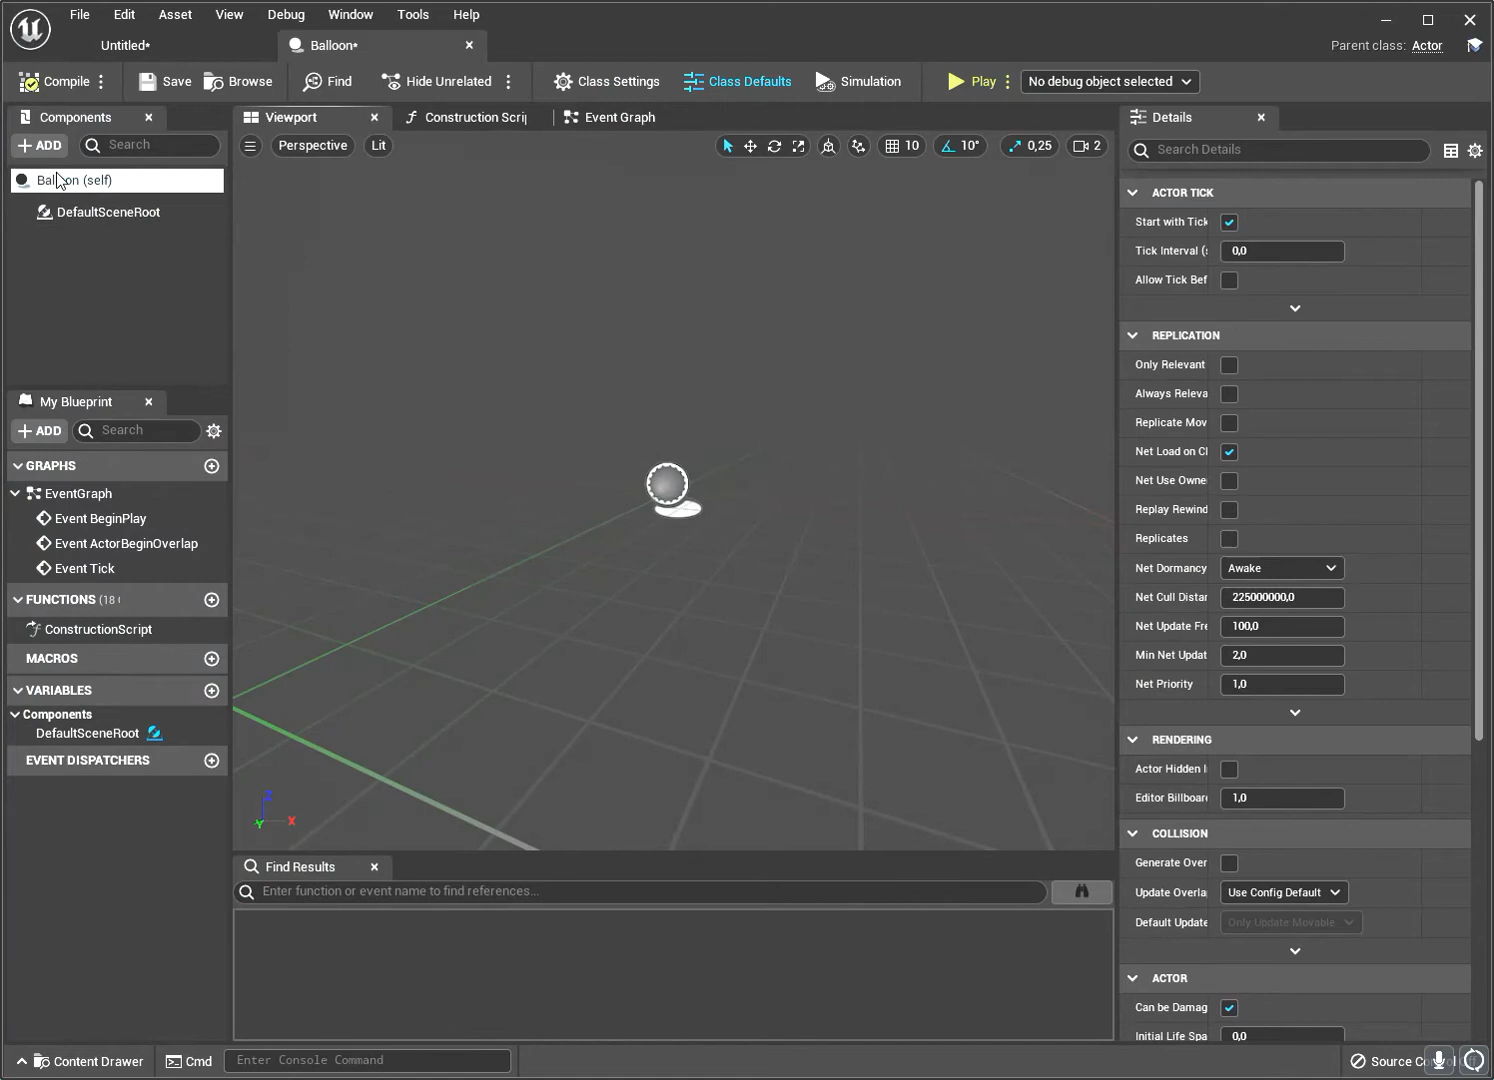 File Edit Asset View Debug Window Tools Help
Untitled*
Balloon*
Parent class: Actor
Compile
Save
Browse
Find
Hide Unrelated
Class Settings
Class Defaults
Simulation
Play
No debug object selected
Components
ADD
Search
(self)
DefaultSceneRoot
My Blueprint
ADD
Search
GRAPHS
EventGraph
Event BeginPlay
Event ActorBeginOverlap
Event Tick
FUNCTIONS (18
ConstructionScript
MACROS
VARIABLES
Components
DefaultSceneRoot
EVENT DISPATCHERS
Viewport
Construction Scrip
Event Graph
Perspective
Lit
10
10°
0,25
2
Z
X
Y
Find Results
Enter function or event name to find references...
Details
Search Details
ACTOR TICK
Start with Tick
Tick Interval (s
0,0
Allow Tick Bef
REPLICATION
Only Relevant
Always Releva
Replicate Mov
Net Load on Cl
Net Use Owne
Replay Rewind
Replicates
Net Dormancy
Awake
Net Cull Distan
225000000,0
Net Update Fre
100,0
Min Net Updat
2,0
Net Priority
1,0
RENDERING
Actor Hidden I
Editor Billboar
1,0
COLLISION
Generate Over
Update Overla
Use Config Default
Default Update
Only Update Movable
ACTOR
Can be Damag
Initial Life Spa
0,0
Content Drawer
Cmd
Enter Console Command
Source